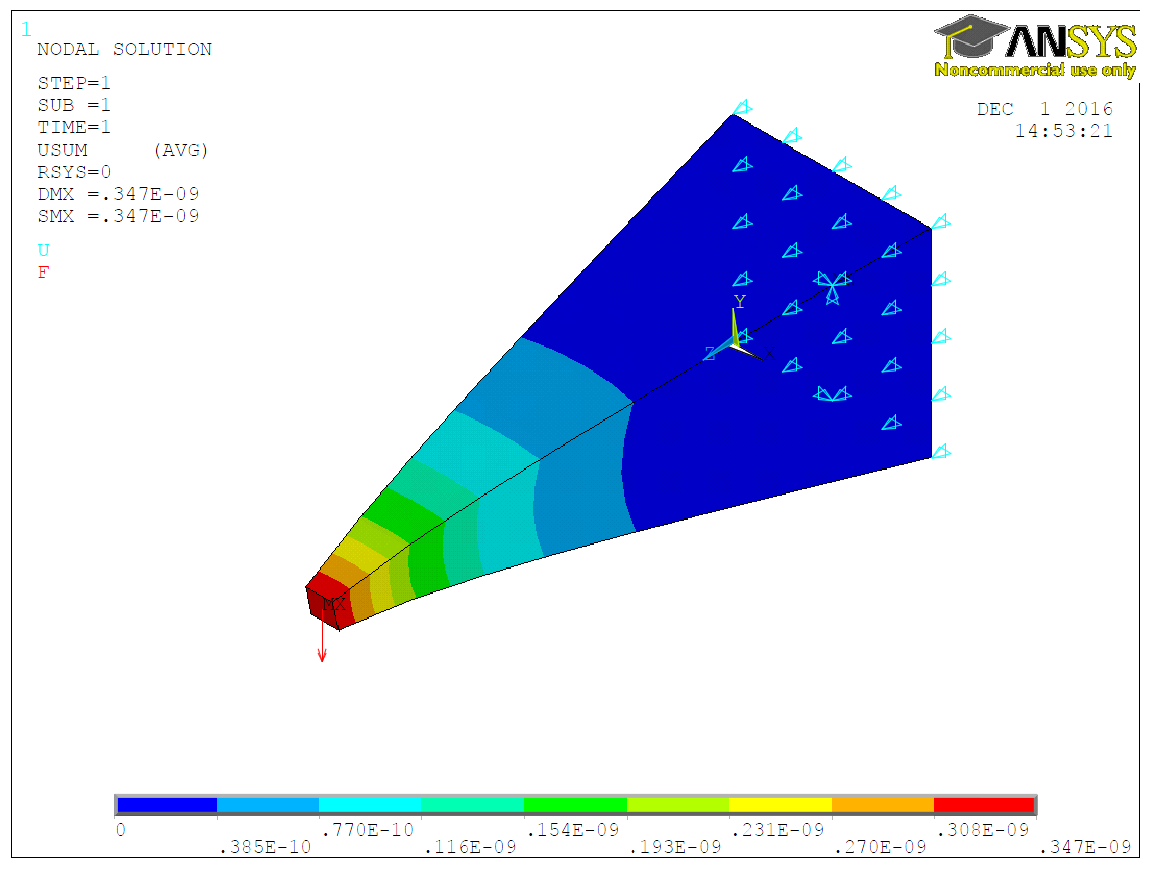 1
NODAL SOLUTION
STEP=1
SUB =1
TIME=1
USUM (AVG)
RSYS=0
DMX =.347E-09
SMX =.347E-09
U
F
ANSYS
Noncommercial use only
DEC 1 2016
14:53:21
Y
Z X
MX
0 .770E-10 .154E-09 .231E-09 .308E-09
.385E-10 .116E-09 .193E-09 .270E-09 .347E-09